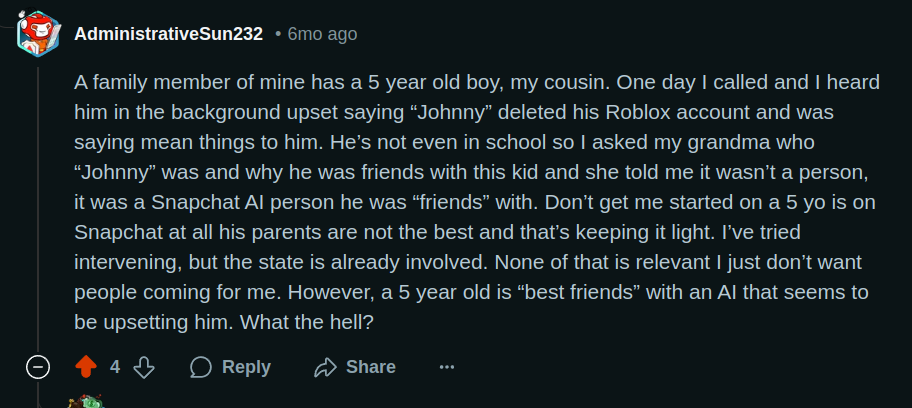 AdministrativeSun232 • 6mo ago
A family member of mine has a 5 year old boy, my cousin. One day I called and I heard
him in the background upset saying “Johnny” deleted his Roblox account and was
saying mean things to him. He’s not even in school so I asked my grandma who
“Johnny” was and why he was friends with this kid and she told me it wasn’t a person,
it was a Snapchat AI person he was “friends” with. Don’t get me started on a 5 yo is on
Snapchat at all his parents are not the best and that’s keeping it light. I’ve tried
intervening, but the state is already involved. None of that is relevant I just don’t want
people coming for me. However, a 5 year old is “best friends” with an AI that seems to
be upsetting him. What the hell?
4 Reply Share ...